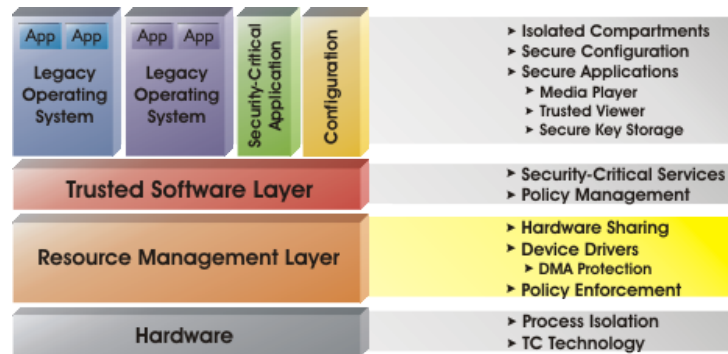 App App
Legacy
Operating
System
App App
Legacy
Operating
System
Security-Critical
Application
Configuration
➤ Isolated Compartments
➤ Secure Configuration
➤ Secure Applications
➤ Media Player
➤ Trusted Viewer
➤ Secure Key Storage
Trusted Software Layer
➤ Security-Critical Services
➤ Policy Management
Resource Management Layer
➤ Hardware Sharing
➤ Device Drivers
➤ DMA Protection
➤ Policy Enforcement
Hardware
➤ Process Isolation
➤ TC Technology